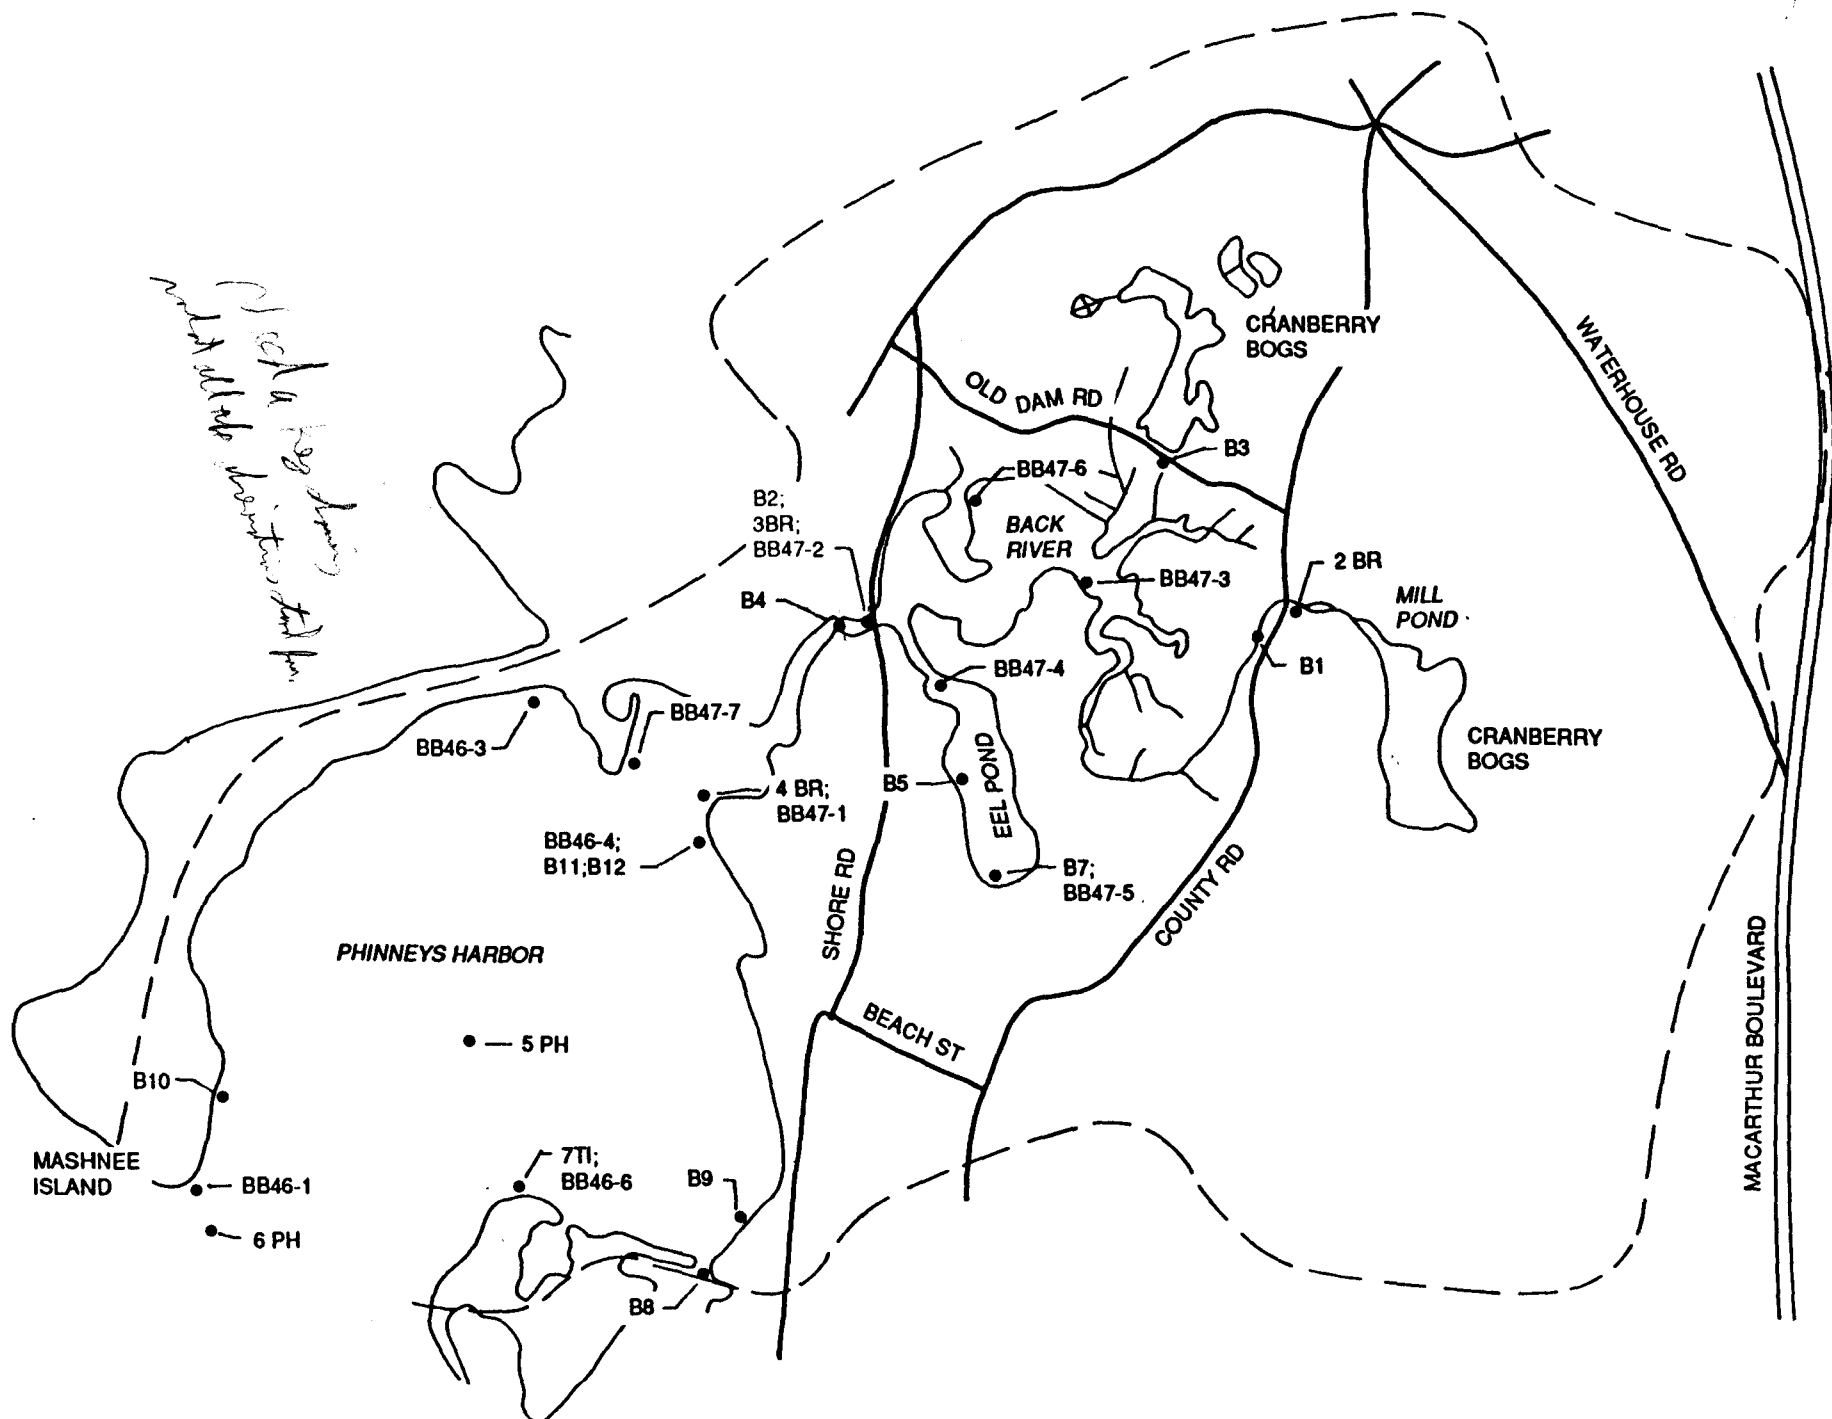 CRANBERRY
BOGS
WATERHOUSE RD
OLD DAM RD
B3
BB47-6
B2;
3BR;
BB47-2
BACK
RIVER
2 BR
BB47-3
MILL
POND
B4
B1
BB47-4
BB47-7
BB46-3
CRANBERRY
BOGS
B5
EEL POND
4 BR;
BB47-1
BB46-4;
B11;B12
B7;
BB47-5
SHORE RD
COUNTY RD
PHINNEYS HARBOR
MACARTHUR BOULEVARD
BEACH ST
5 PH
B10
MASHNEE
ISLAND
BB46-1
7TI;
BB46-6
B9
6 PH
B8